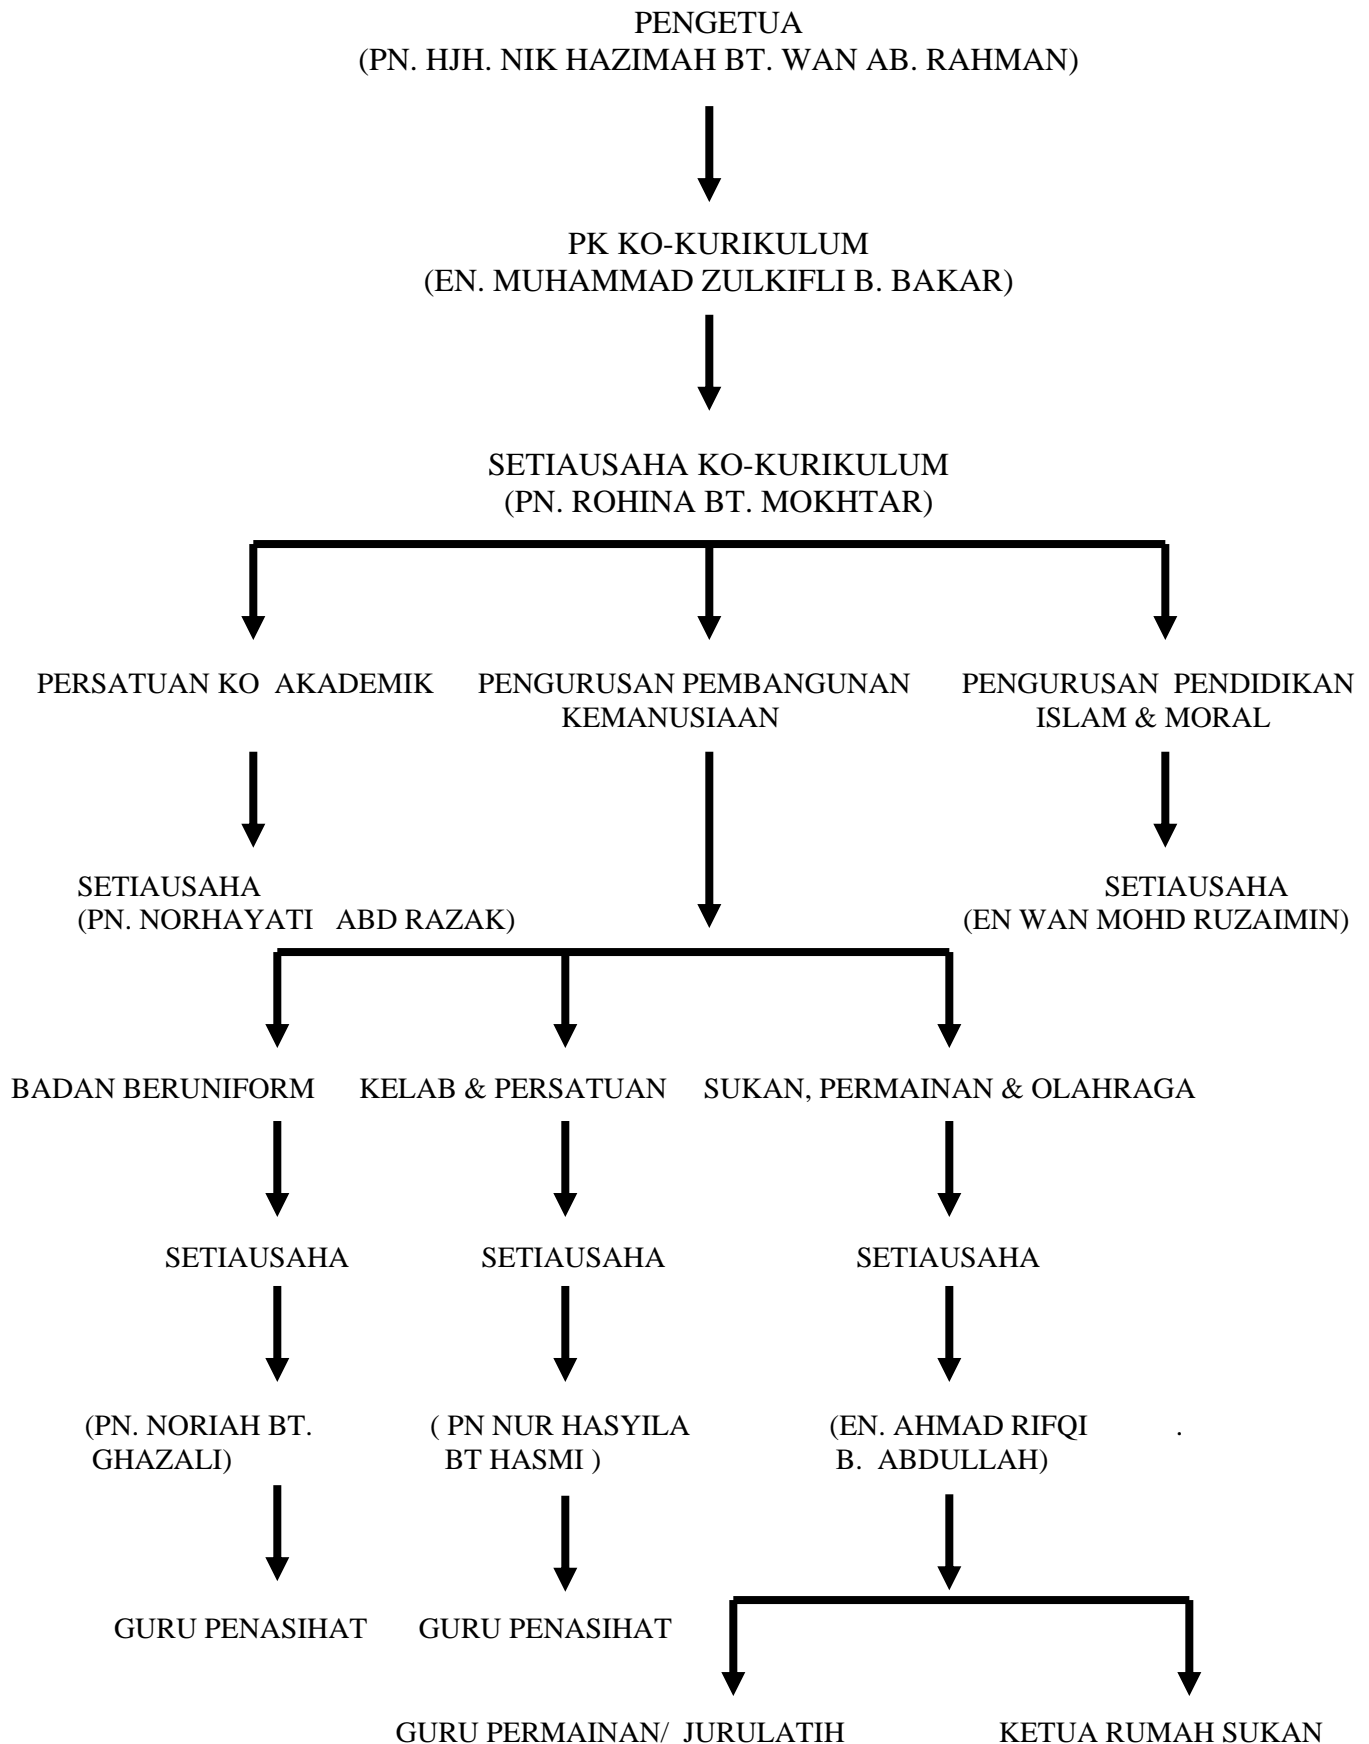 PENGETUA
(PN. HJH. NIK HAZIMAH BT. WAN AB. RAHMAN)
PK KO-KURIKULUM
(EN. MUHAMMAD ZULKIFLI B. BAKAR)
SETIAUSAHA KO-KURIKULUM
(PN. ROHINA BT. MOKHTAR)
PERSATUAN KO AKADEMIK
PENGURUSAN PEMBANGUNAN
KEMANUSIAAN
PENGURUSAN PENDIDIKAN
ISLAM & MORAL
SETIAUSAHA
(PN. NORHAYATI ABD RAZAK)
SETIAUSAHA
(EN WAN MOHD RUZAIMIN)
BADAN BERUNIFORM
KELAB & PERSATUAN
SUKAN, PERMAINAN & OLAHRAGA
SETIAUSAHA
SETIAUSAHA
SETIAUSAHA
(PN. NORIAH BT.
GHAZALI)
( PN NUR HASYILA
BT HASMI )
(EN. AHMAD RIFQI .
B. ABDULLAH)
GURU PENASIHAT
GURU PENASIHAT
GURU PERMAINAN/ JURULATIH
KETUA RUMAH SUKAN